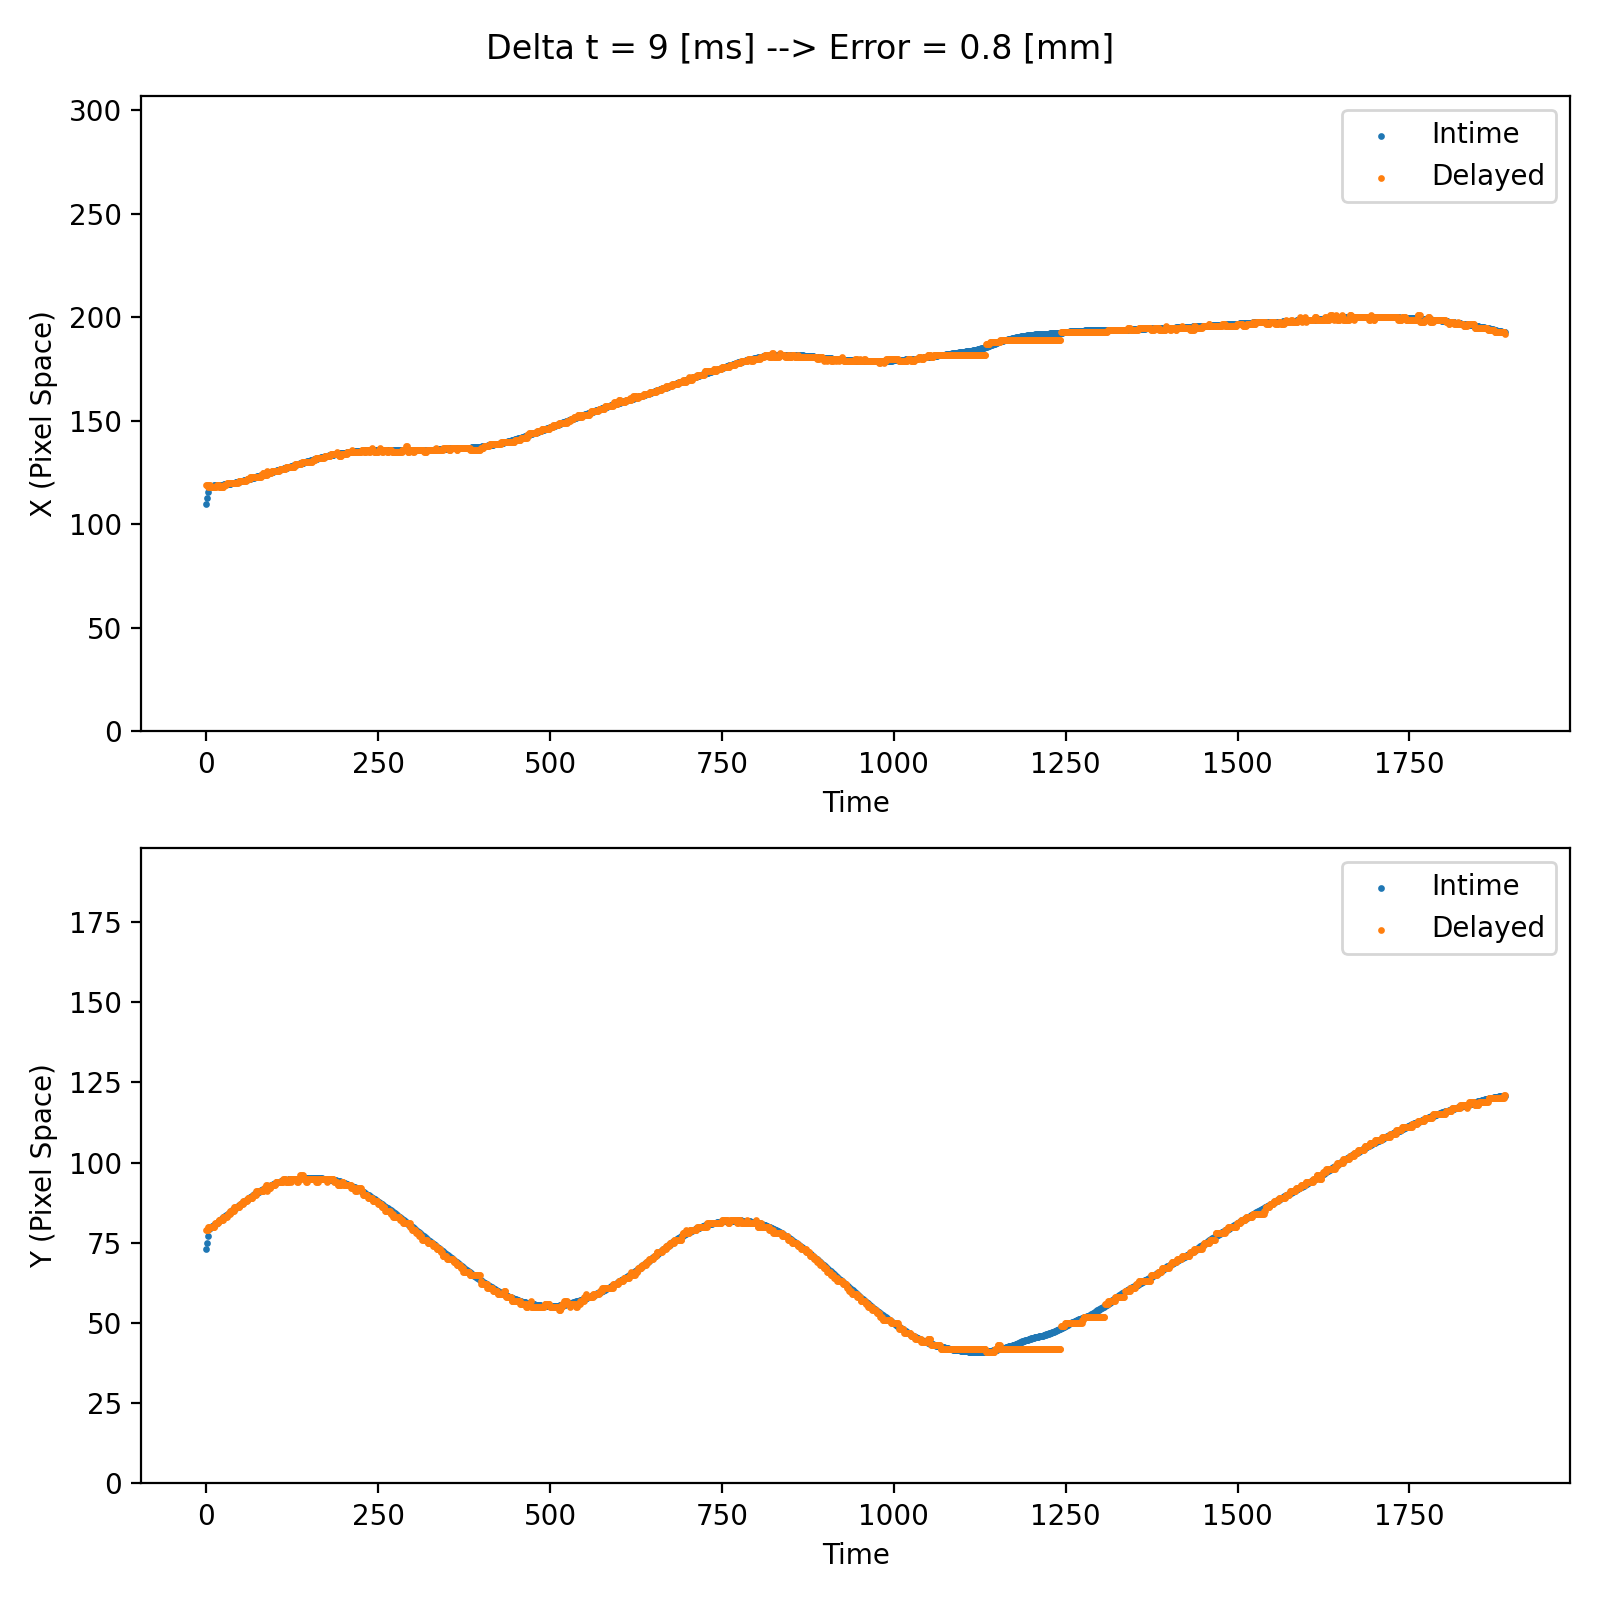 Delta t = 9 [ms] --> Error = 0.8 [mm]
300
250
200
150
100
50
0
X (Pixel Space)
Intime
Delayed
0 250 500 750 1000 1250 1500 1750
Time
175
150
125
100
75
50
25
0
Y (Pixel Space)
Intime
Delayed
0 250 500 750 1000 1250 1500 1750
Time